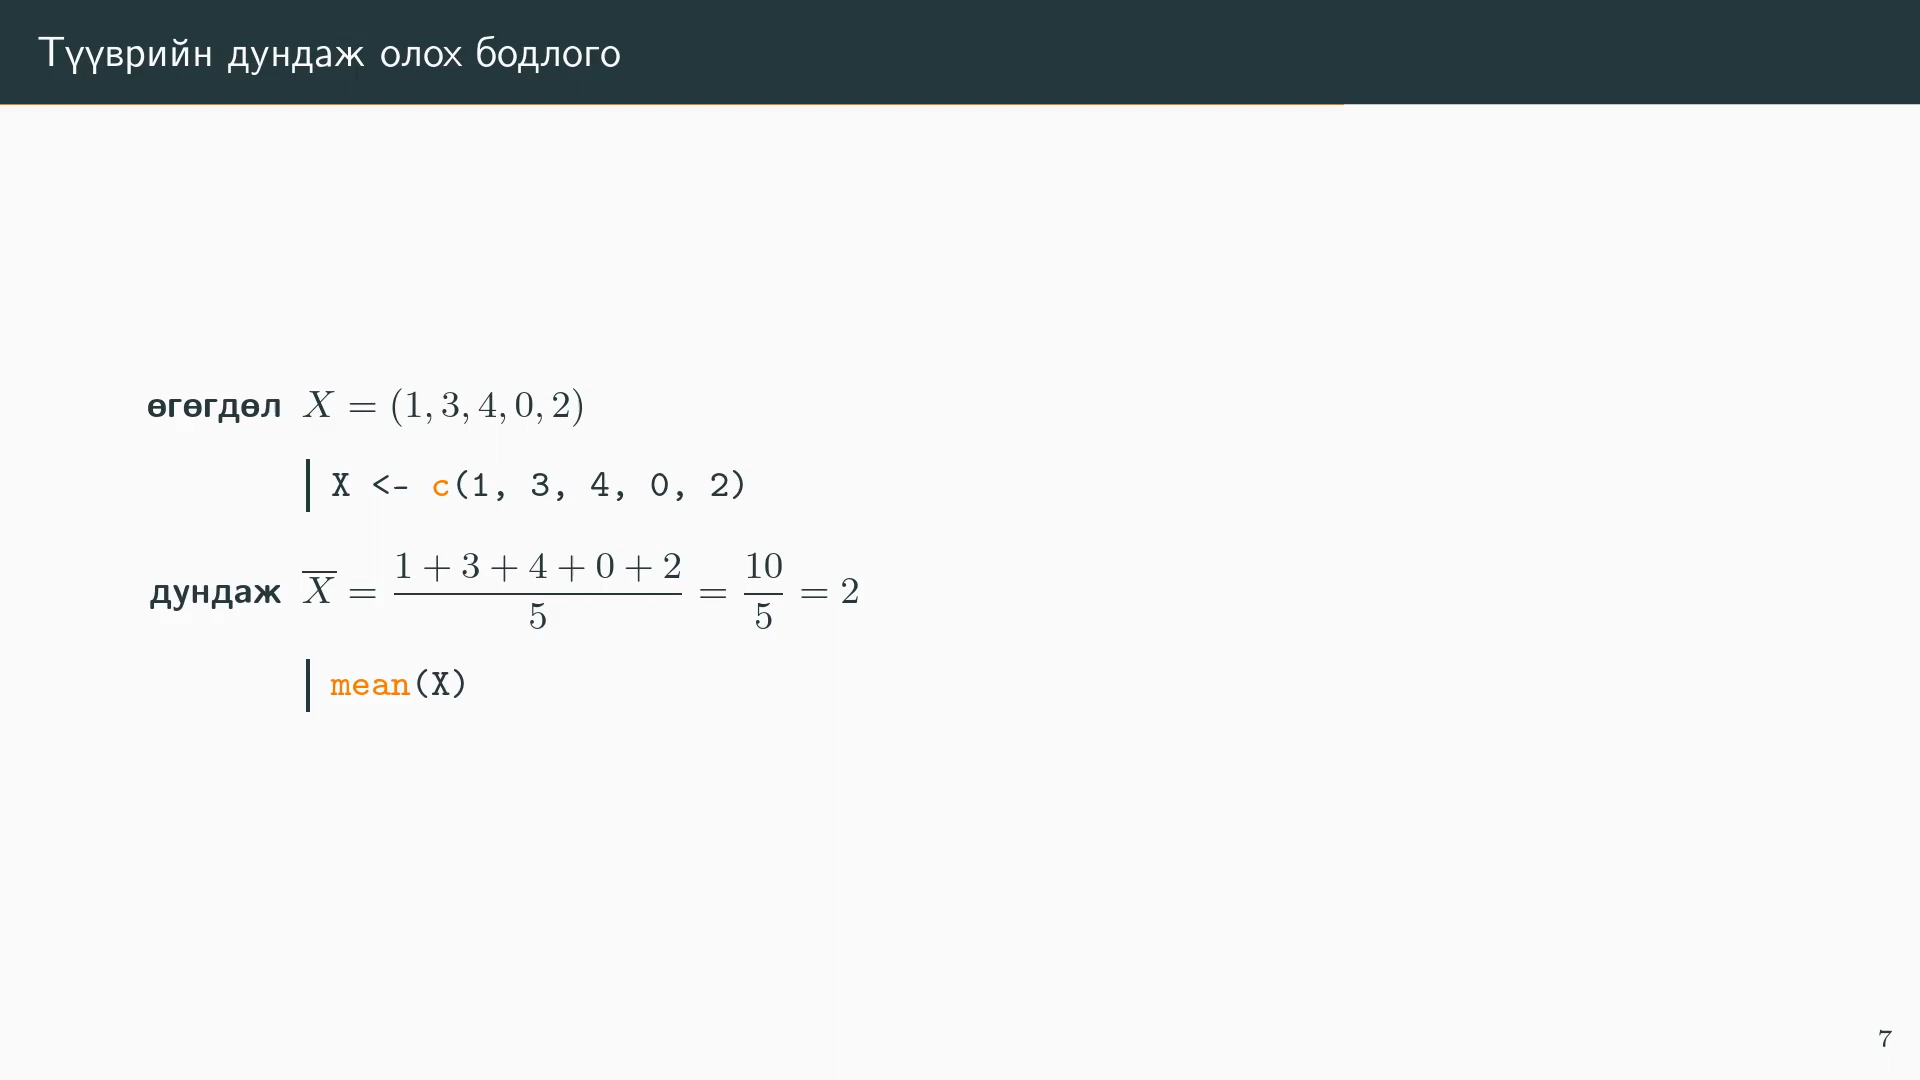 Түүврийн дундаж олох бодлого
өгөгдөл X = (1, 3, 4, 0, 2)
X <- c(1, 3, 4, 0, 2)
дундаж X̅ = (1 + 3 + 4 + 0 + 2)/5 = 10/5 = 2
mean(X)
7